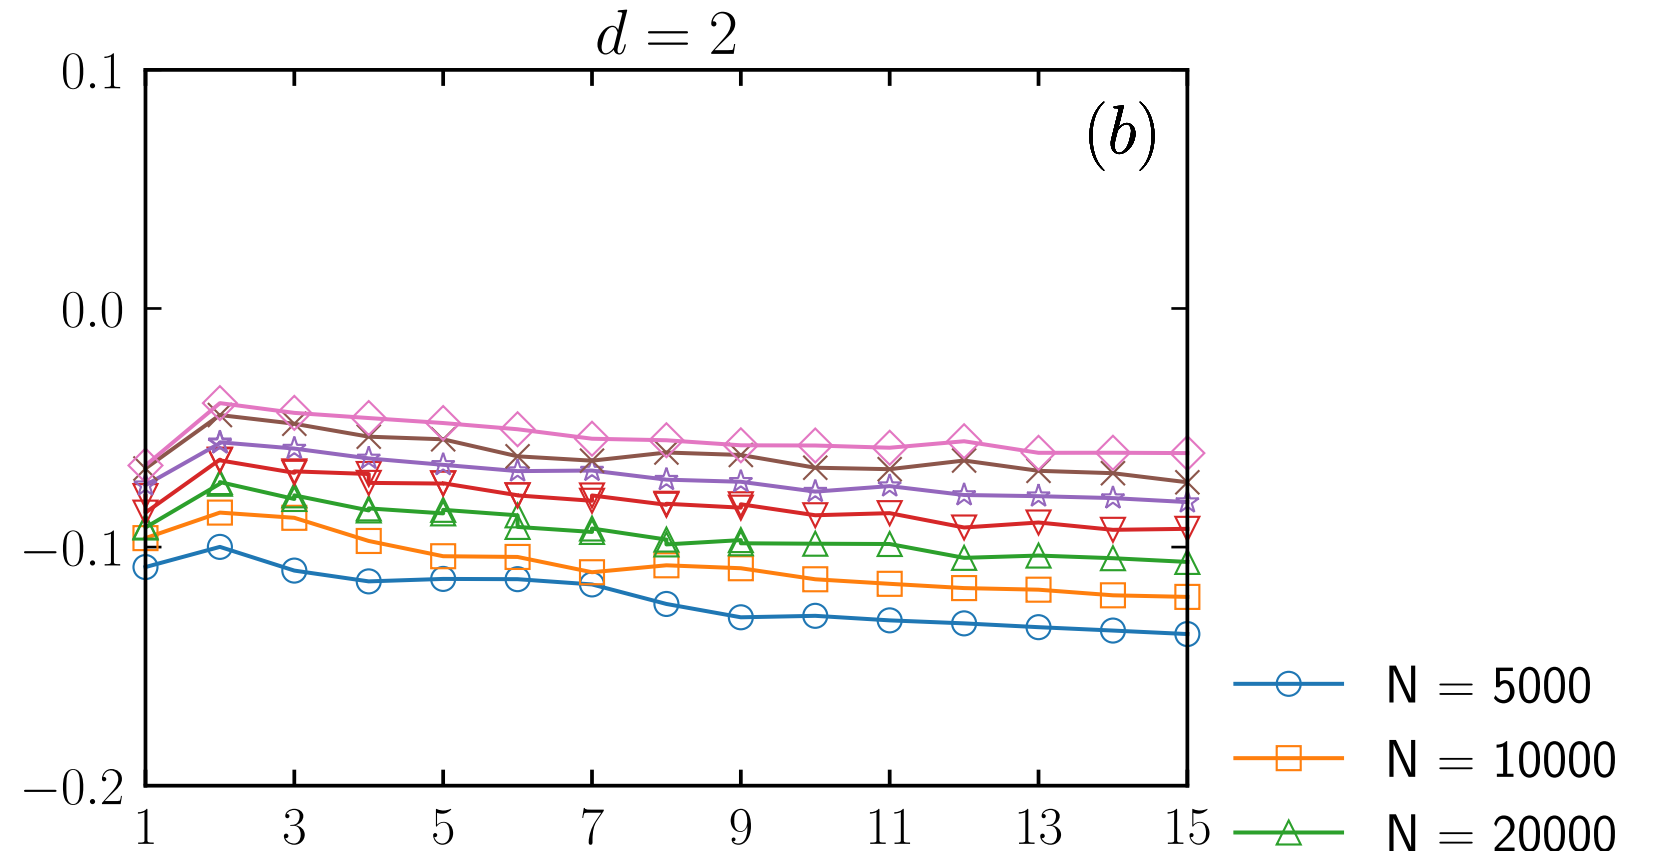 d = 2
0.1
(b)
0.0
−0.1
−0.2
1 3 5 7 9 11 13 15
N = 5000
N = 10000
N = 20000